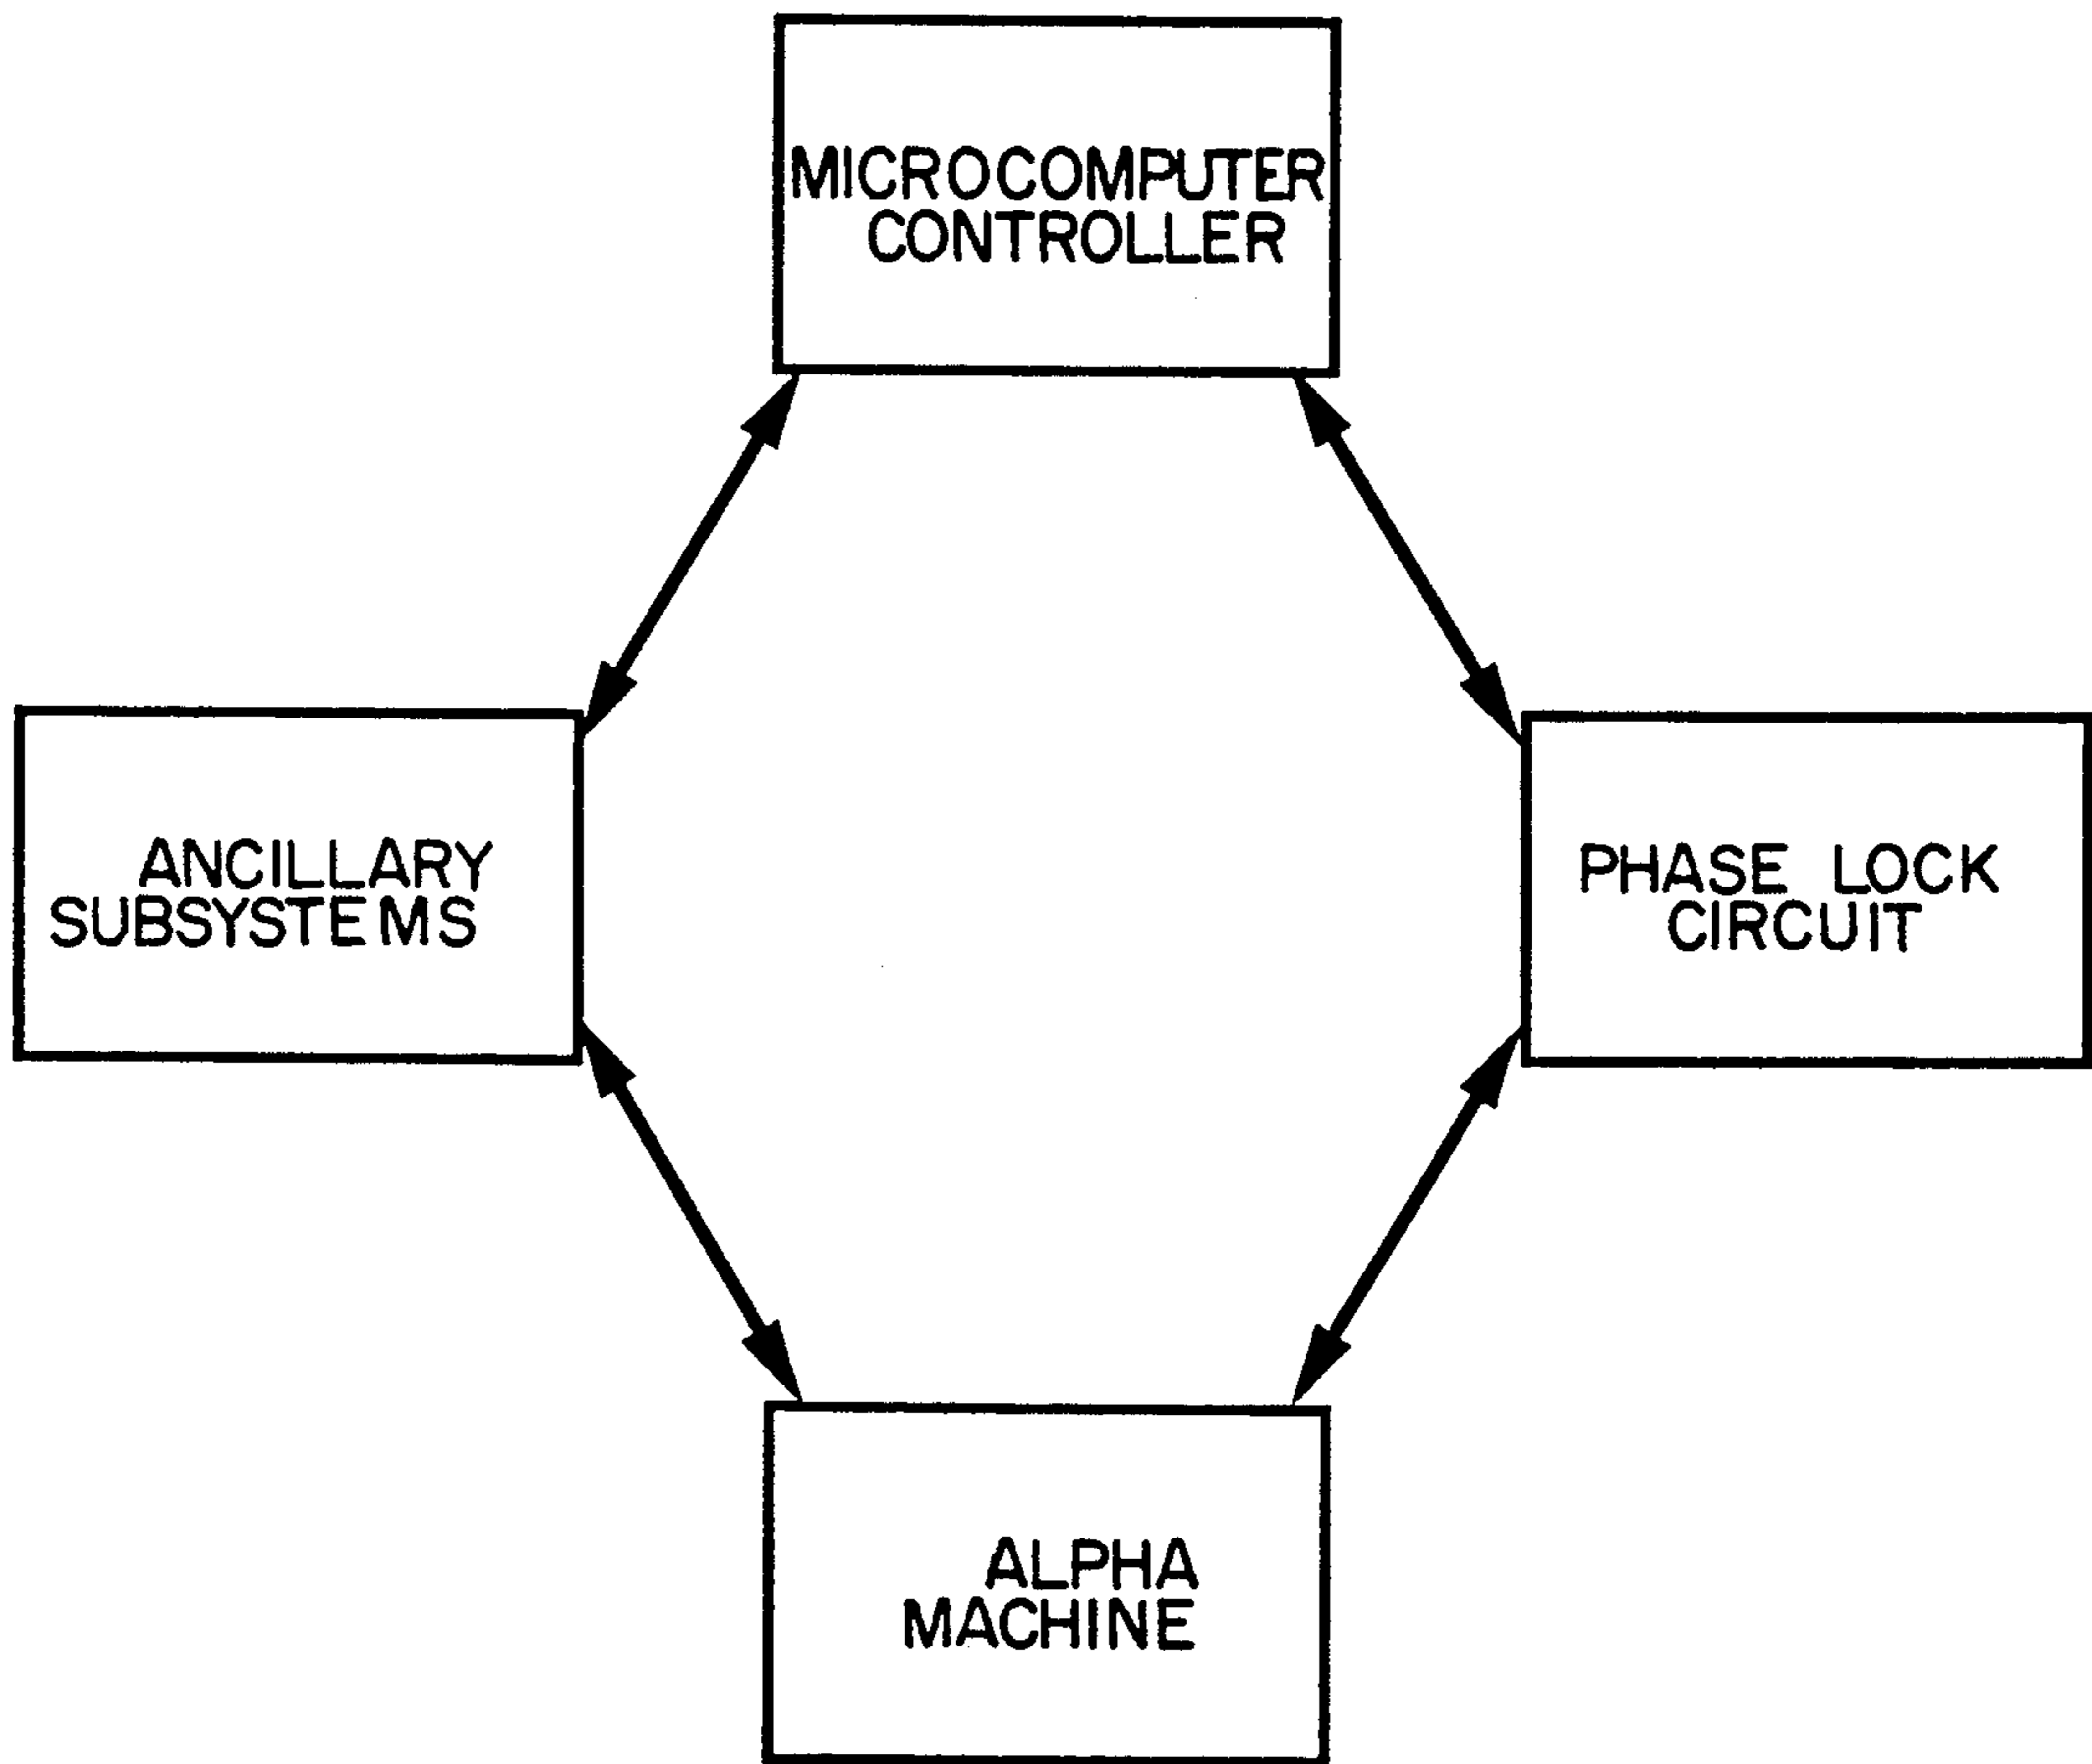 MICROCOMPUTER
CONTROLLER
ANCILLARY
SUBSYSTEMS
PHASE LOCK
CIRCUIT
ALPHA
MACHINE